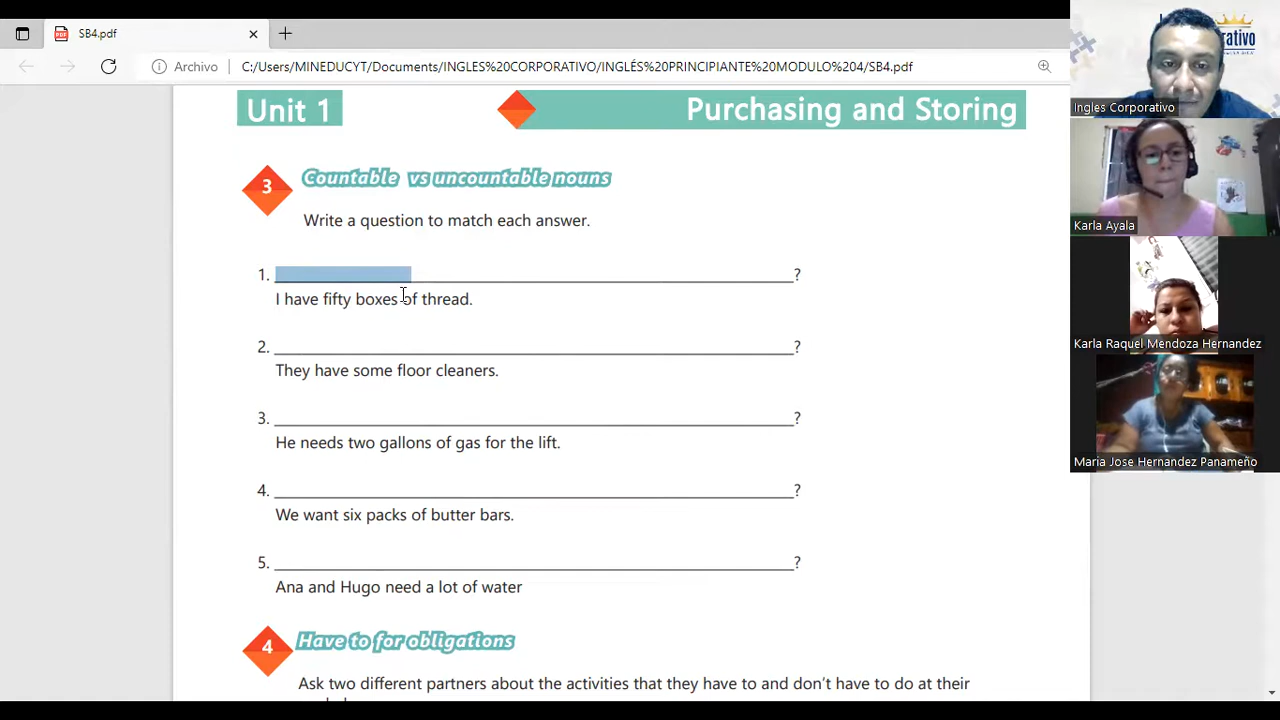 SB4.pdf
Archivo
C:/Users/MINEDUCYT/Documents/INGLES%20CORPORATIVO/INGLÉS%20PRINCIPIANTE%20MODULO%204/SB4.pdf
Unit 1
Purchasing and Storing
3
Countable vs uncountable nouns
Write a question to match each answer.
1. ?
I have fifty boxes of thread.
2. ?
They have some floor cleaners.
3. ?
He needs two gallons of gas for the lift.
4. ?
We want six packs of butter bars.
5. ?
Ana and Hugo need a lot of water
4
Have to for obligations
Ask two different partners about the activities that they have to and don't have to do at their
Ingles Corporativo
Karla Ayala
Karla Raquel Mendoza Hernandez
Maria Jose Hernandez Panameño